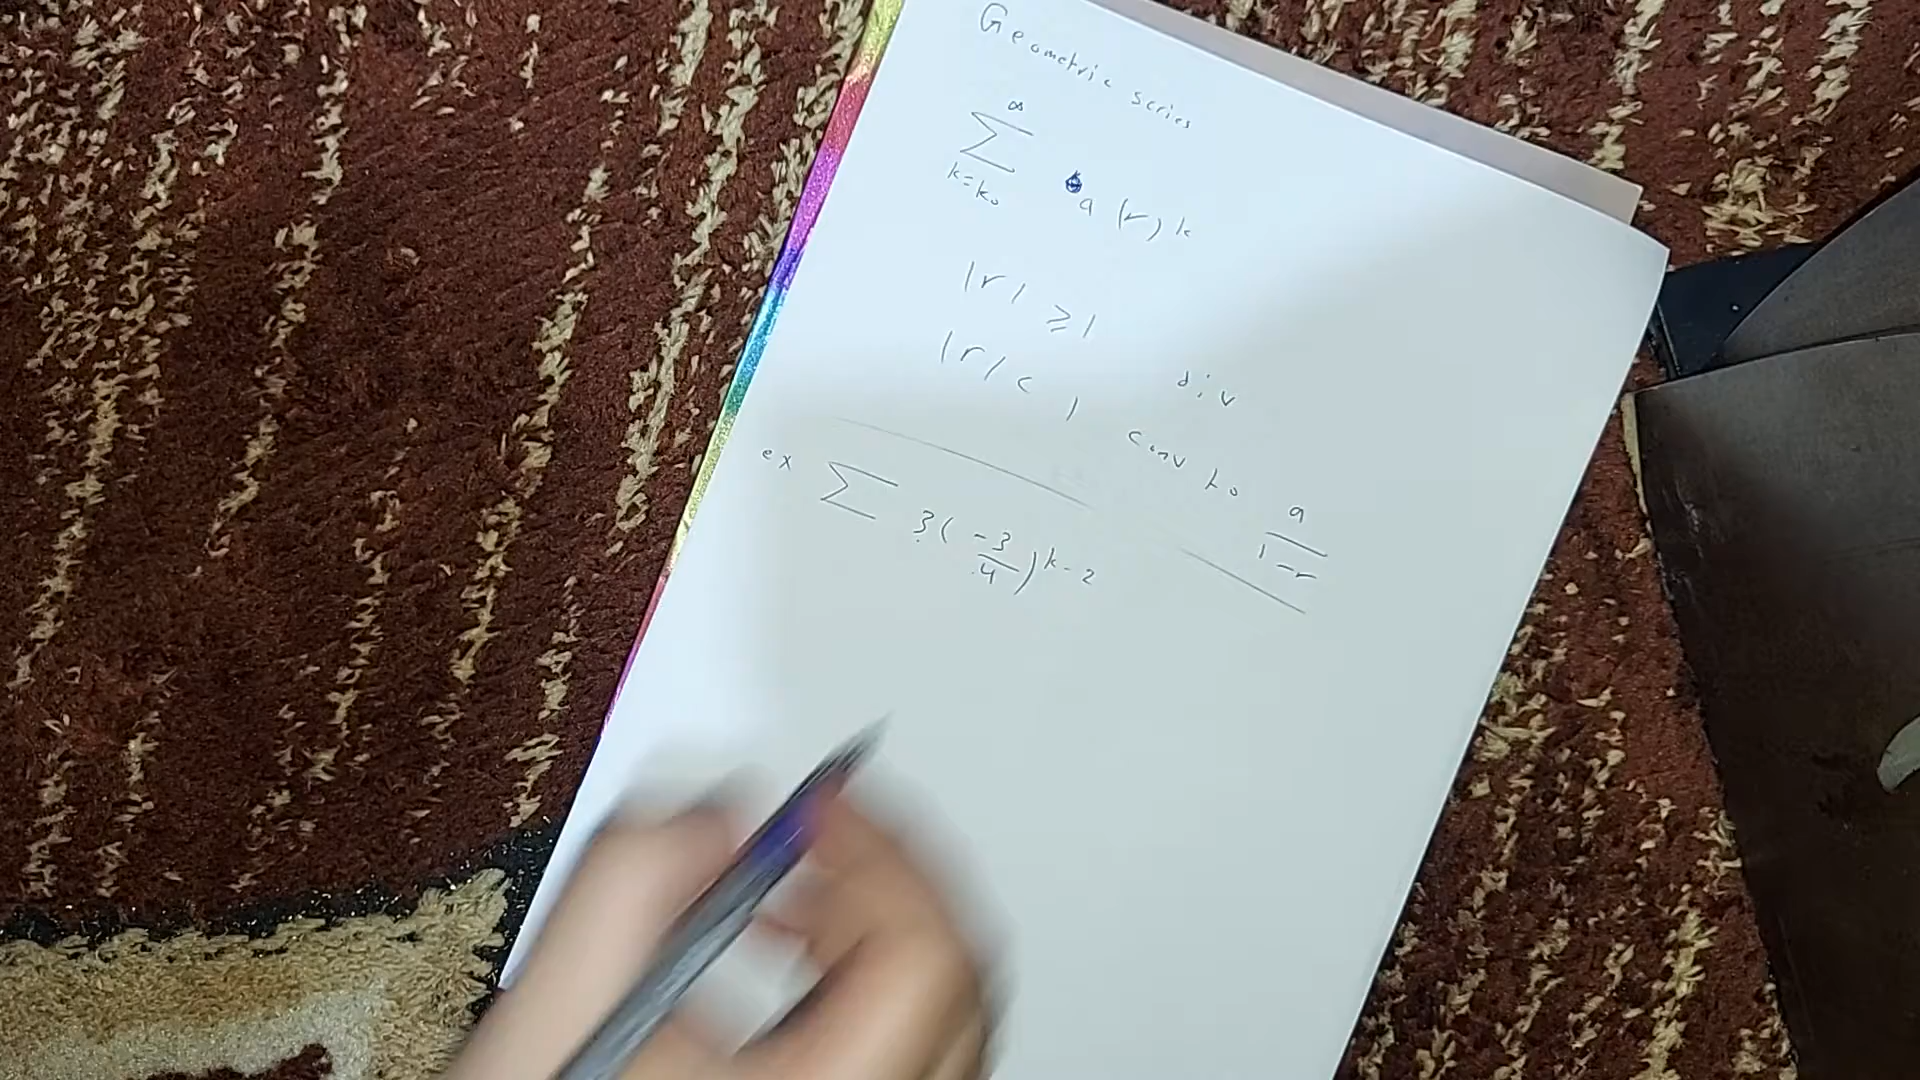 Geometric series
∞
∑ a (r)^k
k=k₀
|r| ≥ 1 div
|r| < 1 conv to a/(1-r)
ex ∑ 3(-3/4)^k-2